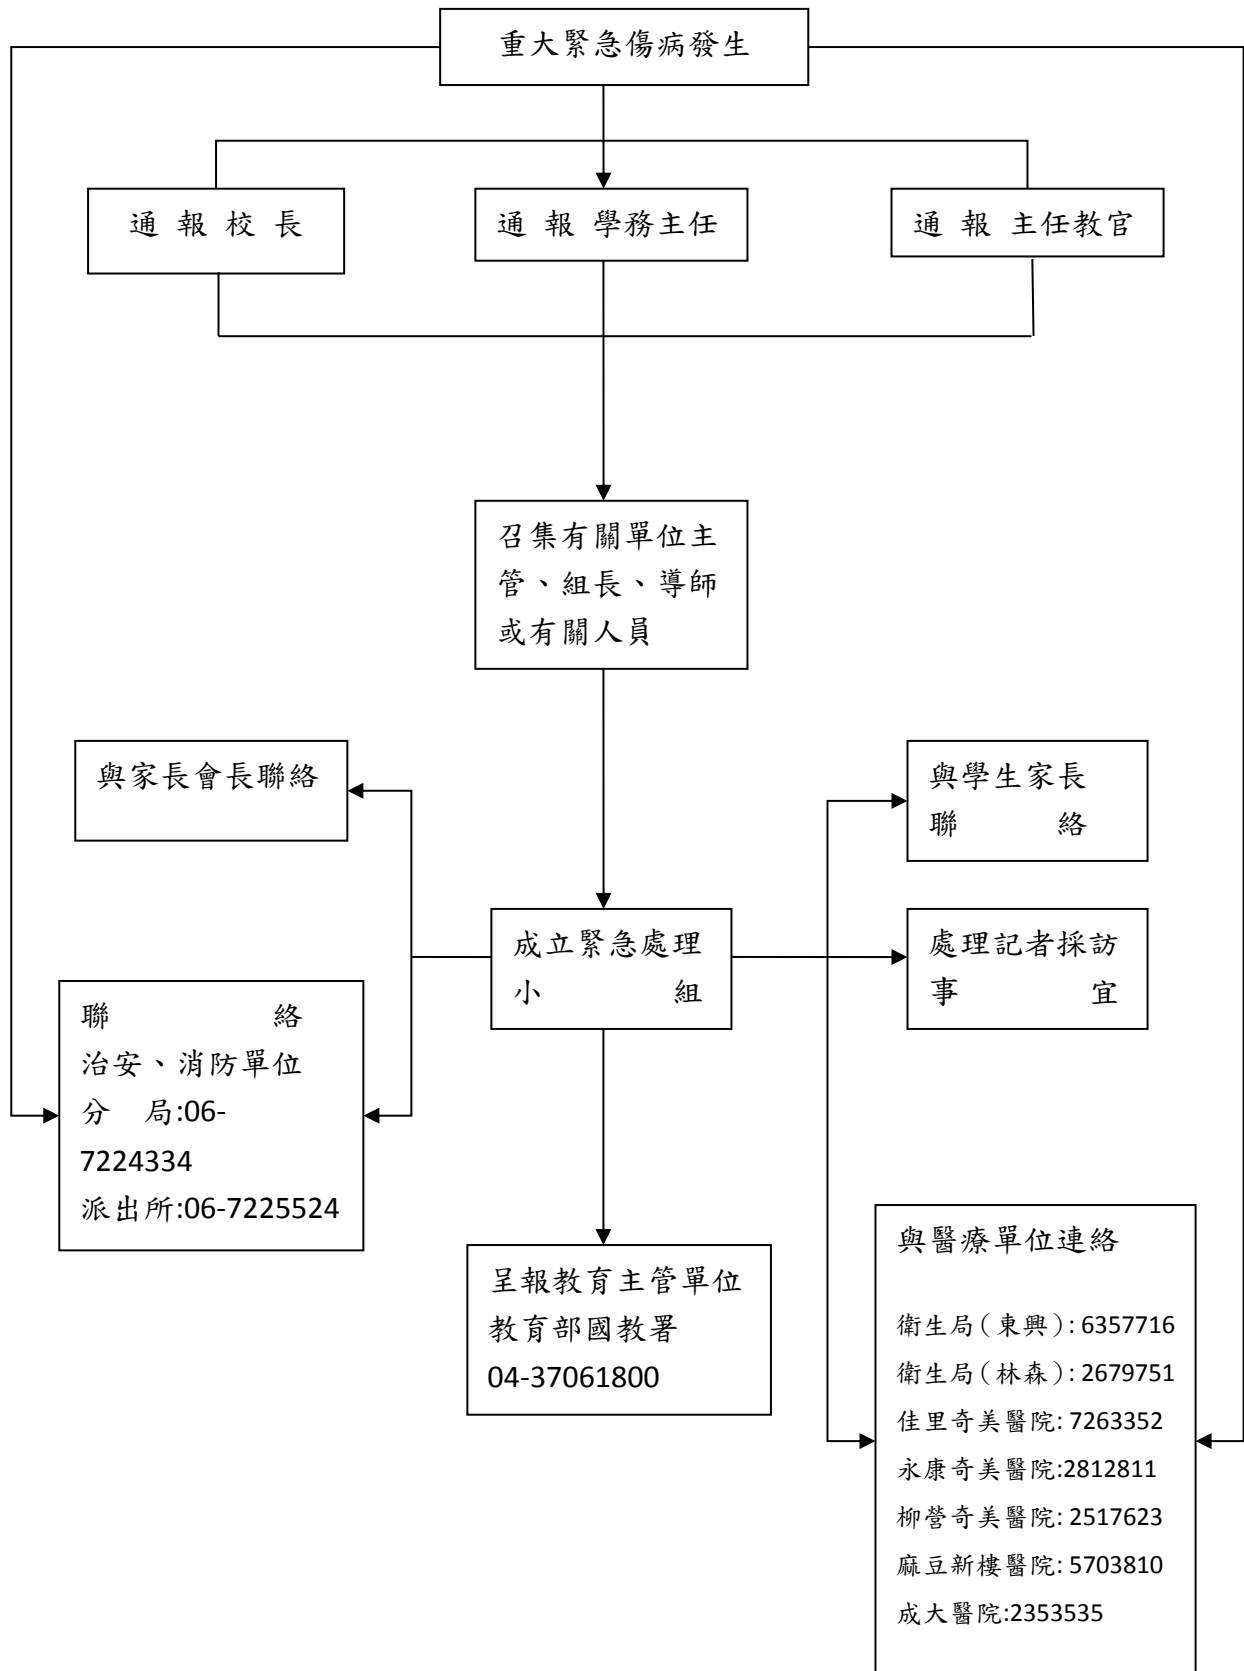 重大緊急傷病發生
通 報 校 長
通 報 學務主任
通 報 主任教官
召集有關單位主
管、組長、導師
或有關人員
與家長會長聯絡
與學生家長
聯 絡
成立緊急處理
小 組
處理記者採訪
事 宜
聯 絡
治安、消防單位
分 局:06-
7224334
派出所:06-7225524
呈報教育主管單位
教育部國教署
04-37061800
與醫療單位連絡
衛生局(東興): 6357716
衛生局(林森): 2679751
佳里奇美醫院: 7263352
永康奇美醫院:2812811
柳營奇美醫院: 2517623
麻豆新樓醫院: 5703810
成大醫院:2353535